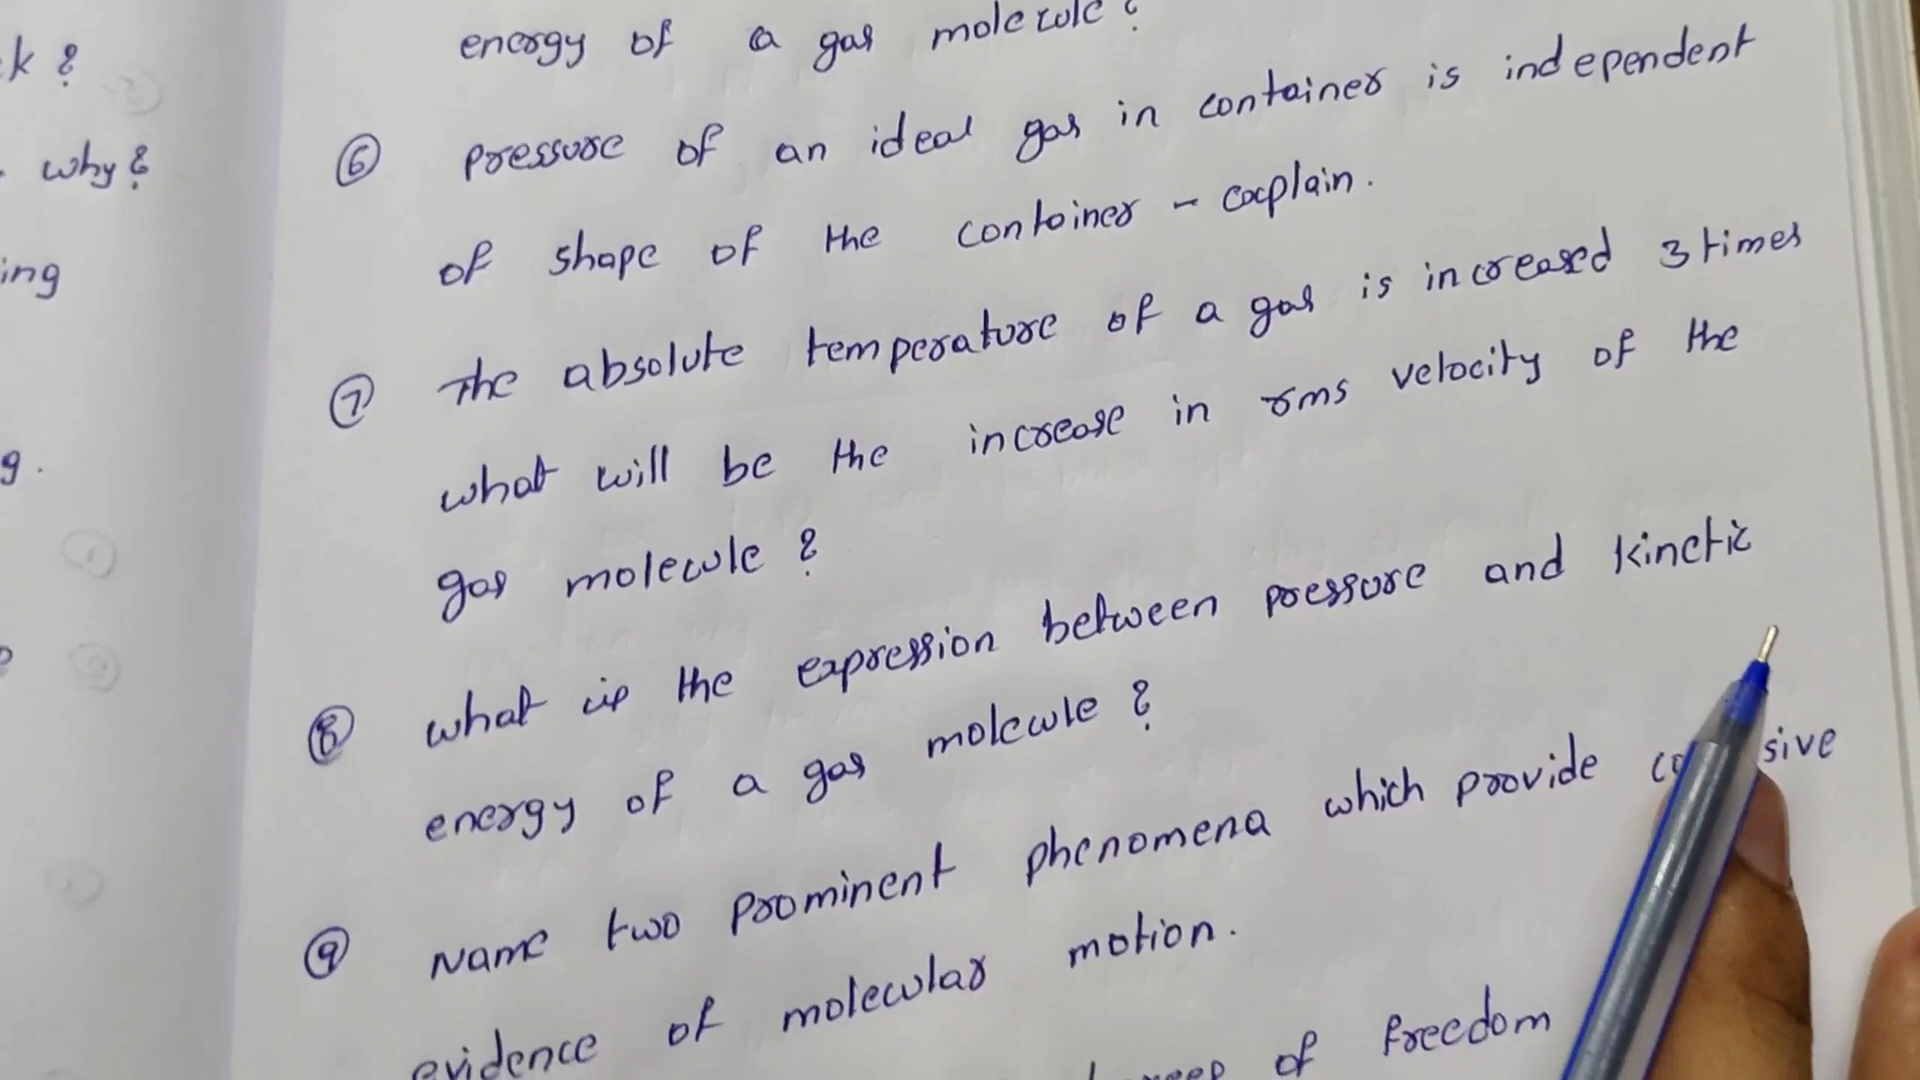 k ?
why?
ing
g.
energy of a gas molecule?
⑥ pressure of an ideal gas in container is independent
of shape of the container - explain.
⑦ The absolute temperature of a gas is increased 3 times
what will be the increase in rms velocity of the
gas molecule?
⑧ what is the expression between pressure and kinetic
energy of a gas molecule?
⑨ Name two prominent phenomena which provide
evidence of molecular motion.
of freedom